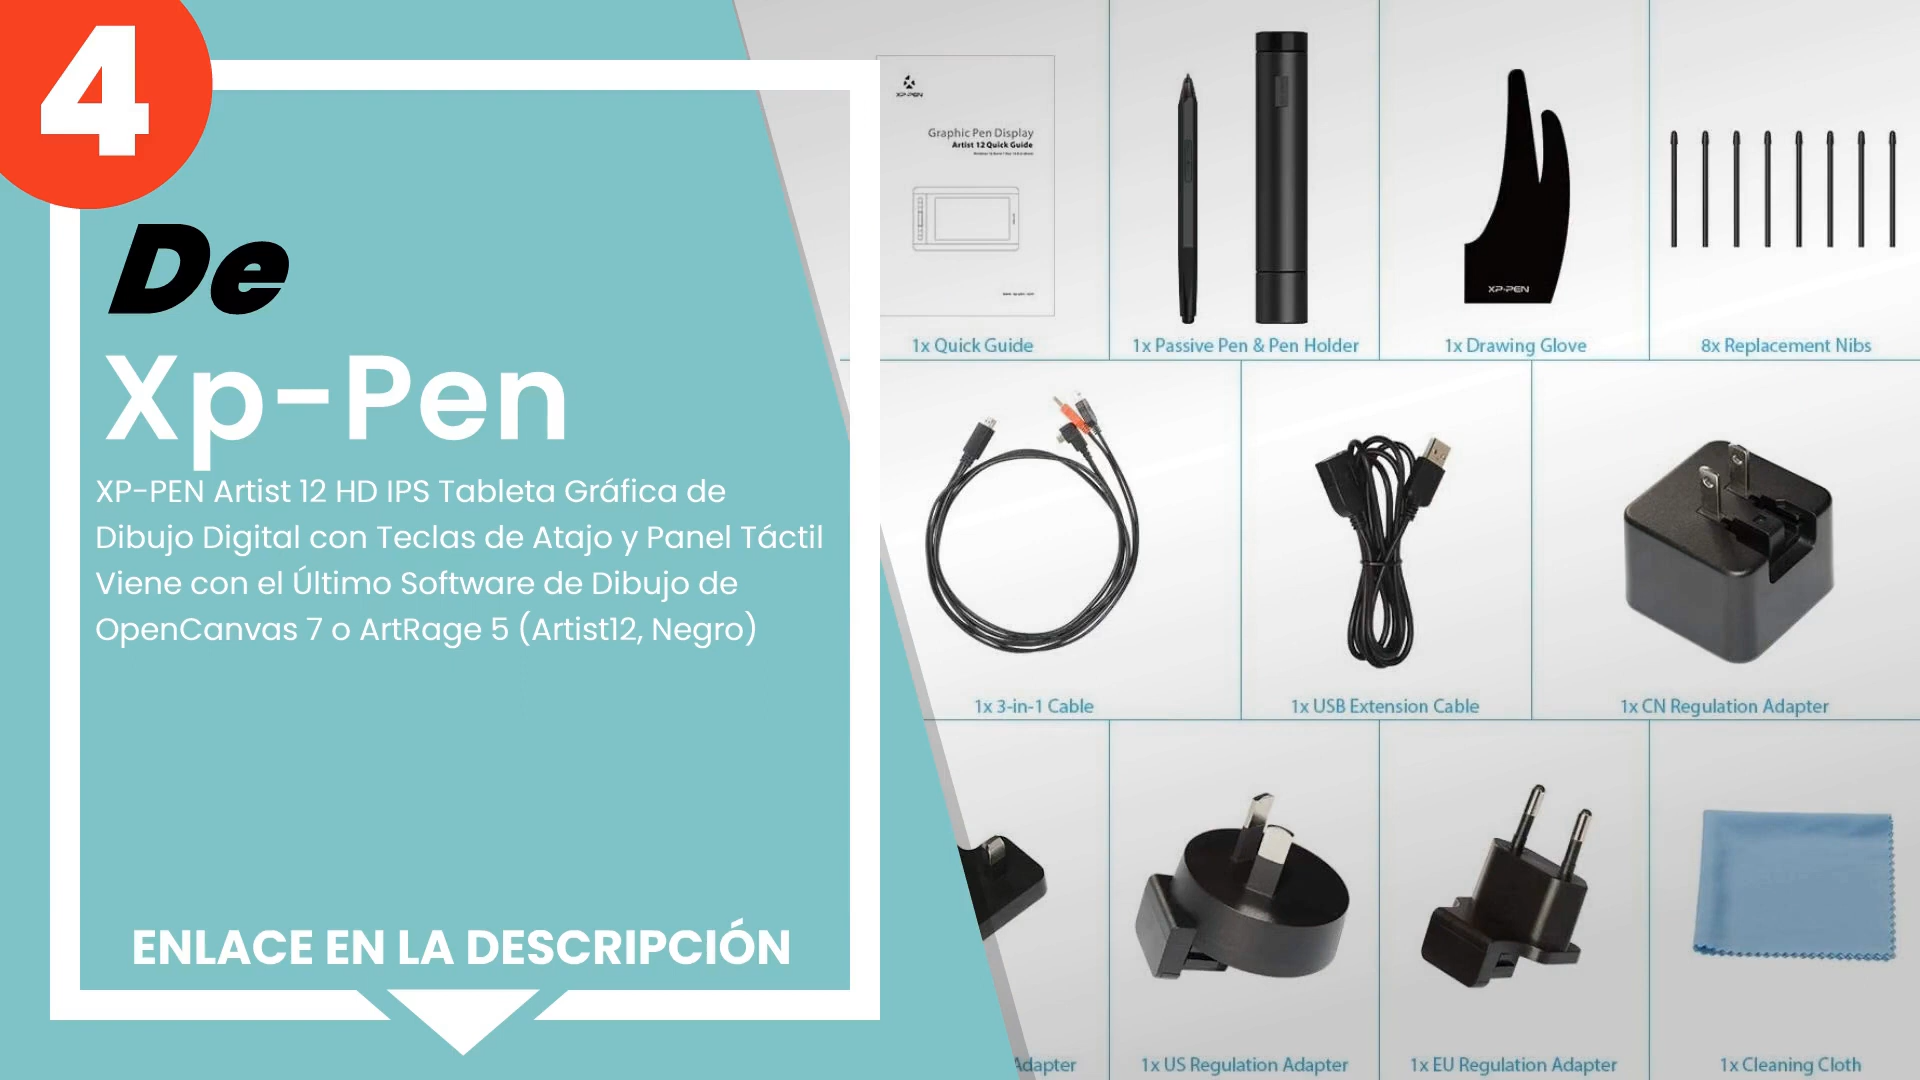 4
De
Xp-Pen
XP-PEN Artist 12 HD IPS Tableta Gráfica de
Dibujo Digital con Teclas de Atajo y Panel Táctil
Viene con el Último Software de Dibujo de
OpenCanvas 7 o ArtRage 5 (Artist12, Negro)
ENLACE EN LA DESCRIPCIÓN
XP-PEN
Graphic Pen Display
Artist 12 Quick Guide
XP-PEN
1x Quick Guide
1x Passive Pen & Pen Holder
1x Drawing Glove
8x Replacement Nibs
1x 3-in-1 Cable
1x USB Extension Cable
1x CN Regulation Adapter
Adapter
1x US Regulation Adapter
1x EU Regulation Adapter
1x Cleaning Cloth